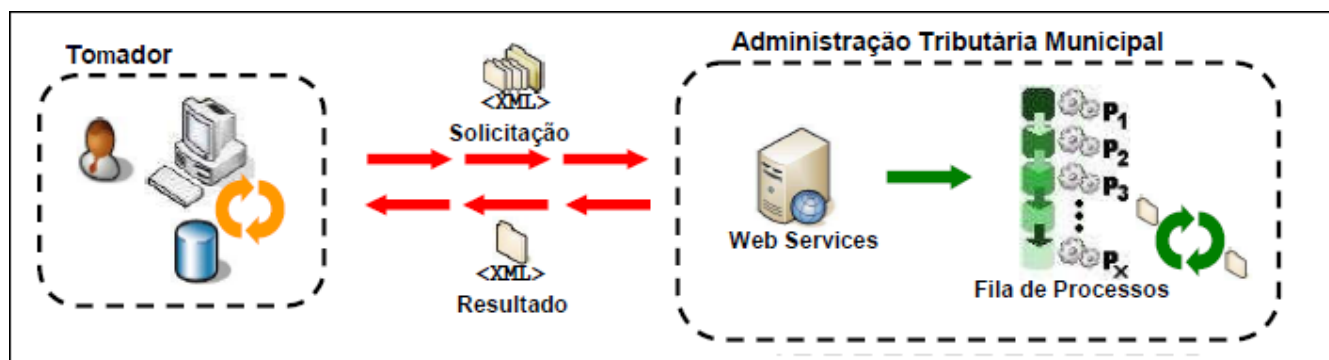 Tomador
<XML>
Solicitação
<XML>
Resultado
Administração Tributária Municipal
Web Services
P1
P2
P3
Px
Fila de Processos